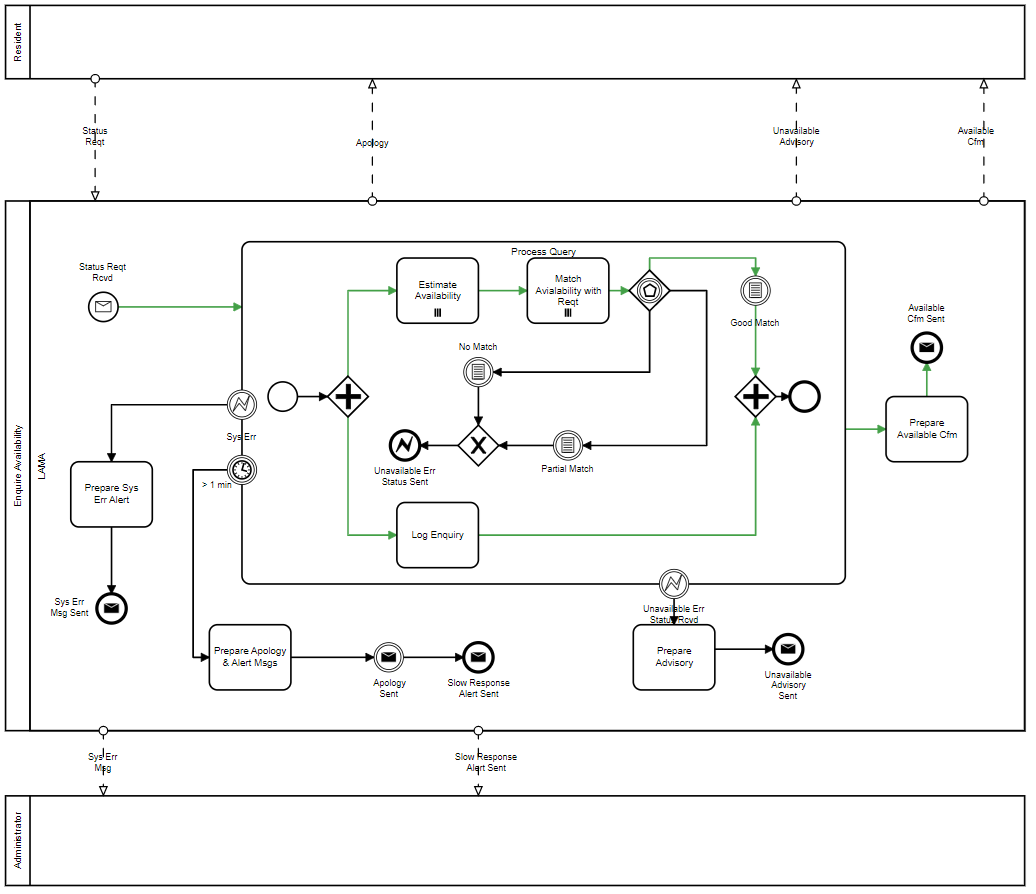 Resident
Status
Reqt
Apology
Unavailable
Advisory
Available
Cfm
Enquire Availability
LAMA
Status Reqt
Rcvd
Process Query
Estimate
Availability
Match
Avialability with
Reqt
Good Match
No Match
Available
Cfm Sent
Prepare
Available Cfm
Sys Err
> 1 min
Unavailable Err
Status Sent
Partial Match
Prepare Sys
Err Alert
Log Enquiry
Sys Err
Msg Sent
Unavailable Err
Status Rcvd
Prepare Apology
& Alert Msgs
Apology
Sent
Slow Response
Alert Sent
Prepare
Advisory
Unavailable
Advisory
Sent
Sys Err
Msg
Slow Response
Alert Sent
Administrator